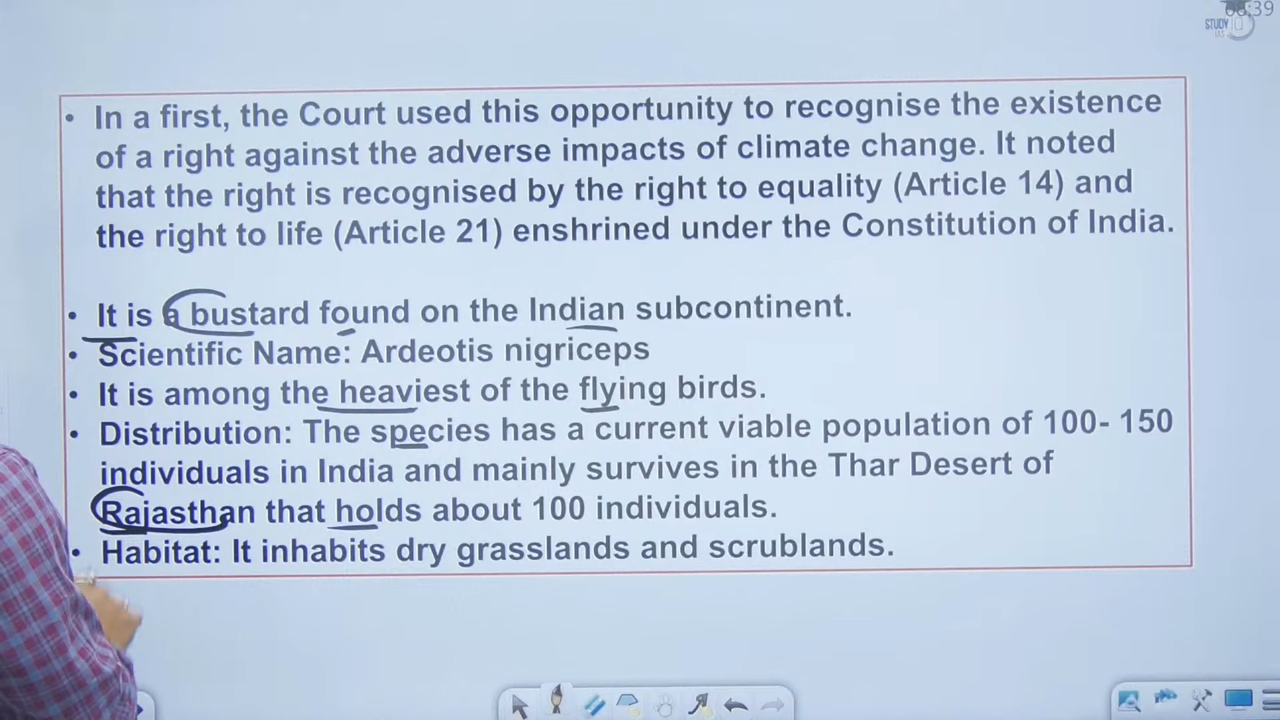 08:39
STUDY IQ
IAS
• In a first, the Court used this opportunity to recognise the existence
of a right against the adverse impacts of climate change. It noted
that the right is recognised by the right to equality (Article 14) and
the right to life (Article 21) enshrined under the Constitution of India.
• It is a bustard found on the Indian subcontinent.
• Scientific Name: Ardeotis nigriceps
• It is among the heaviest of the flying birds.
• Distribution: The species has a current viable population of 100- 150
individuals in India and mainly survives in the Thar Desert of
Rajasthan that holds about 100 individuals.
• Habitat: It inhabits dry grasslands and scrublands.